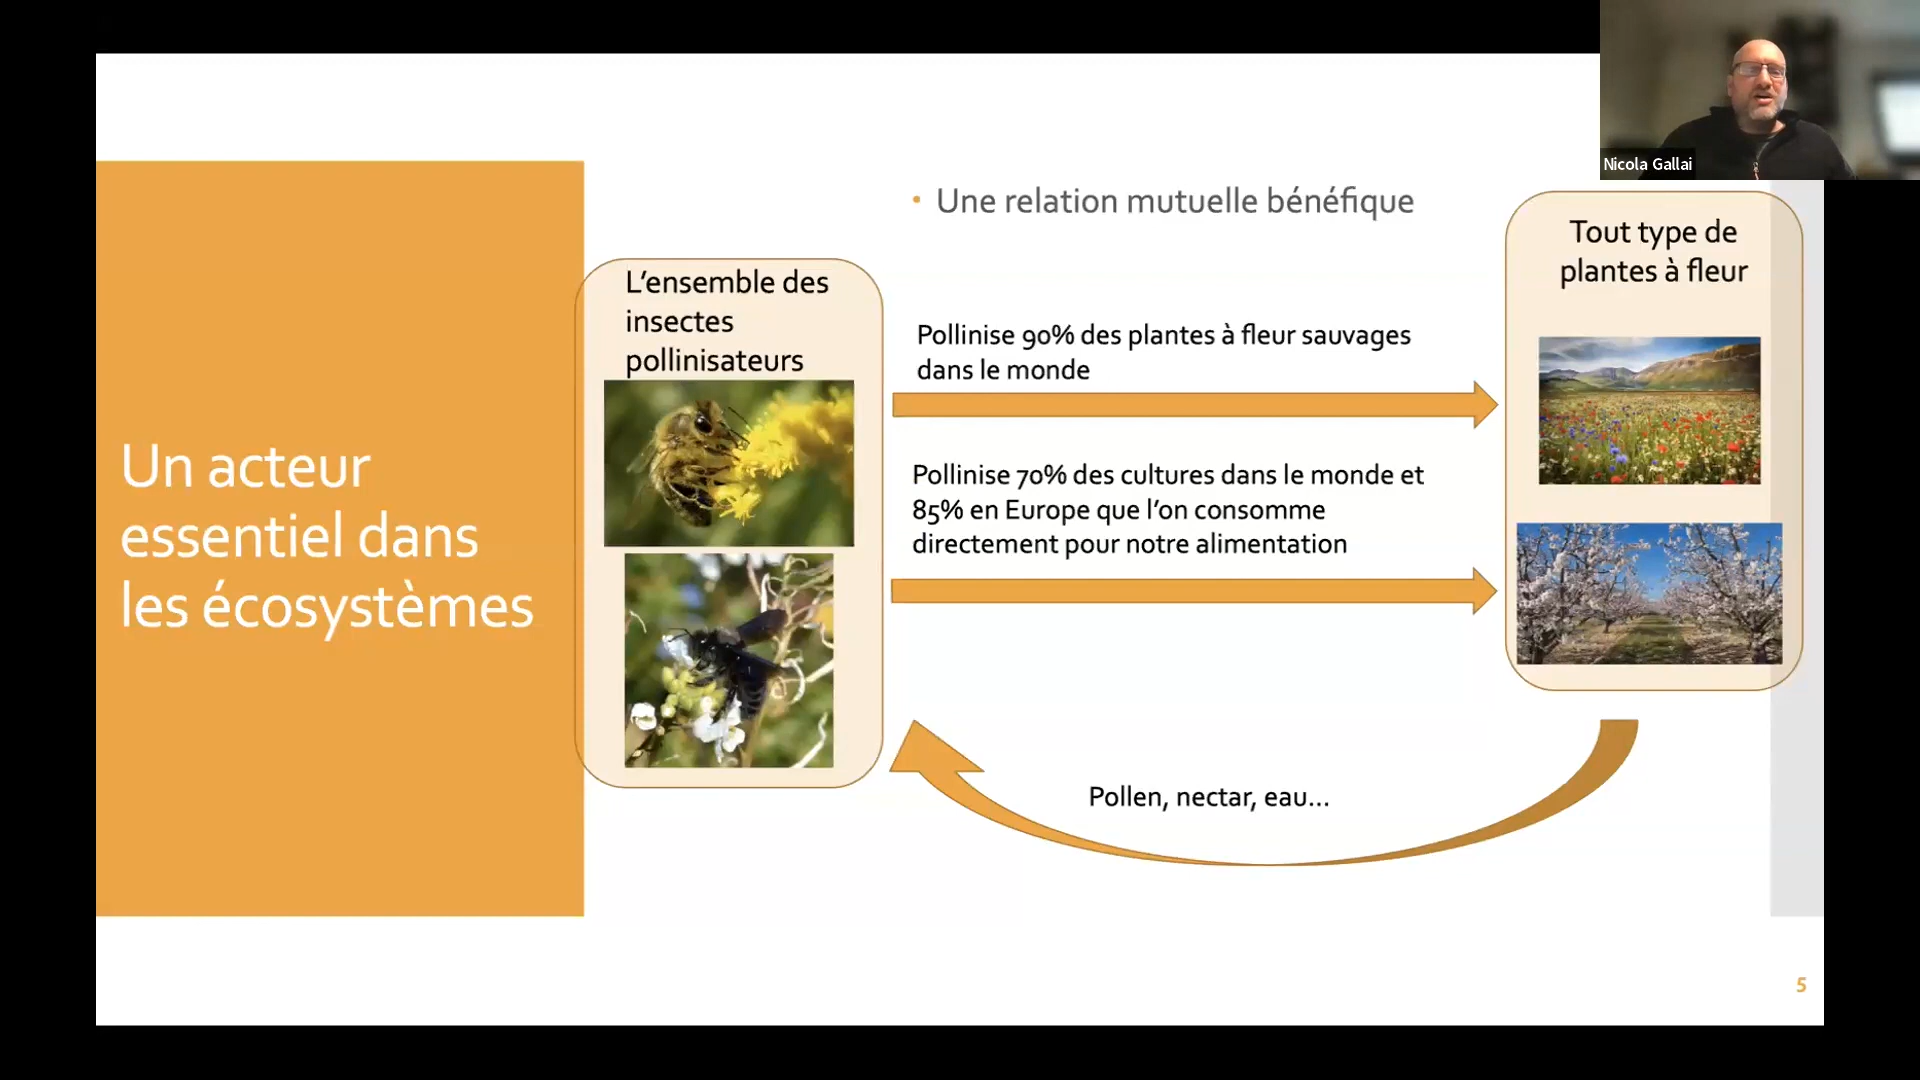 Nicola Gallai
Un acteur
essentiel dans
les écosystèmes
• Une relation mutuelle bénéfique
L'ensemble des
insectes
pollinisateurs
Pollinise 90% des plantes à fleur sauvages
dans le monde
Pollinise 70% des cultures dans le monde et
85% en Europe que l'on consomme
directement pour notre alimentation
Tout type de
plantes à fleur
Pollen, nectar, eau...
5